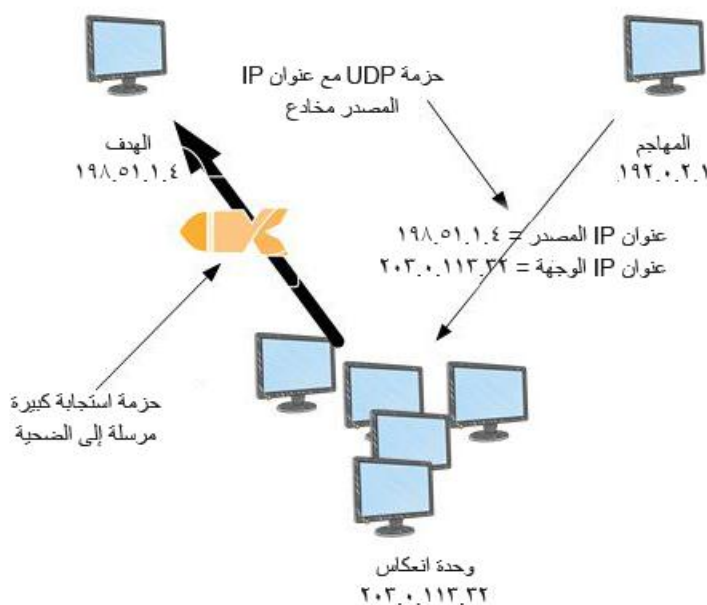 حزمة UDP مع عنوان IP
المصدر مخادع
الهدف
١٩٨.٥١.١.٤
المهاجم
١٩٢.٠.٢.١
عنوان IP المصدر = ١٩٨.٥١.١.٤
عنوان IP الوجهة = ٢٠٣.٠.١١٣.٣٢
حزمة استجابة كبيرة
مرسلة إلى الضحية
وحدة انعكاس
٢٠٣.٠.١١٣.٣٢